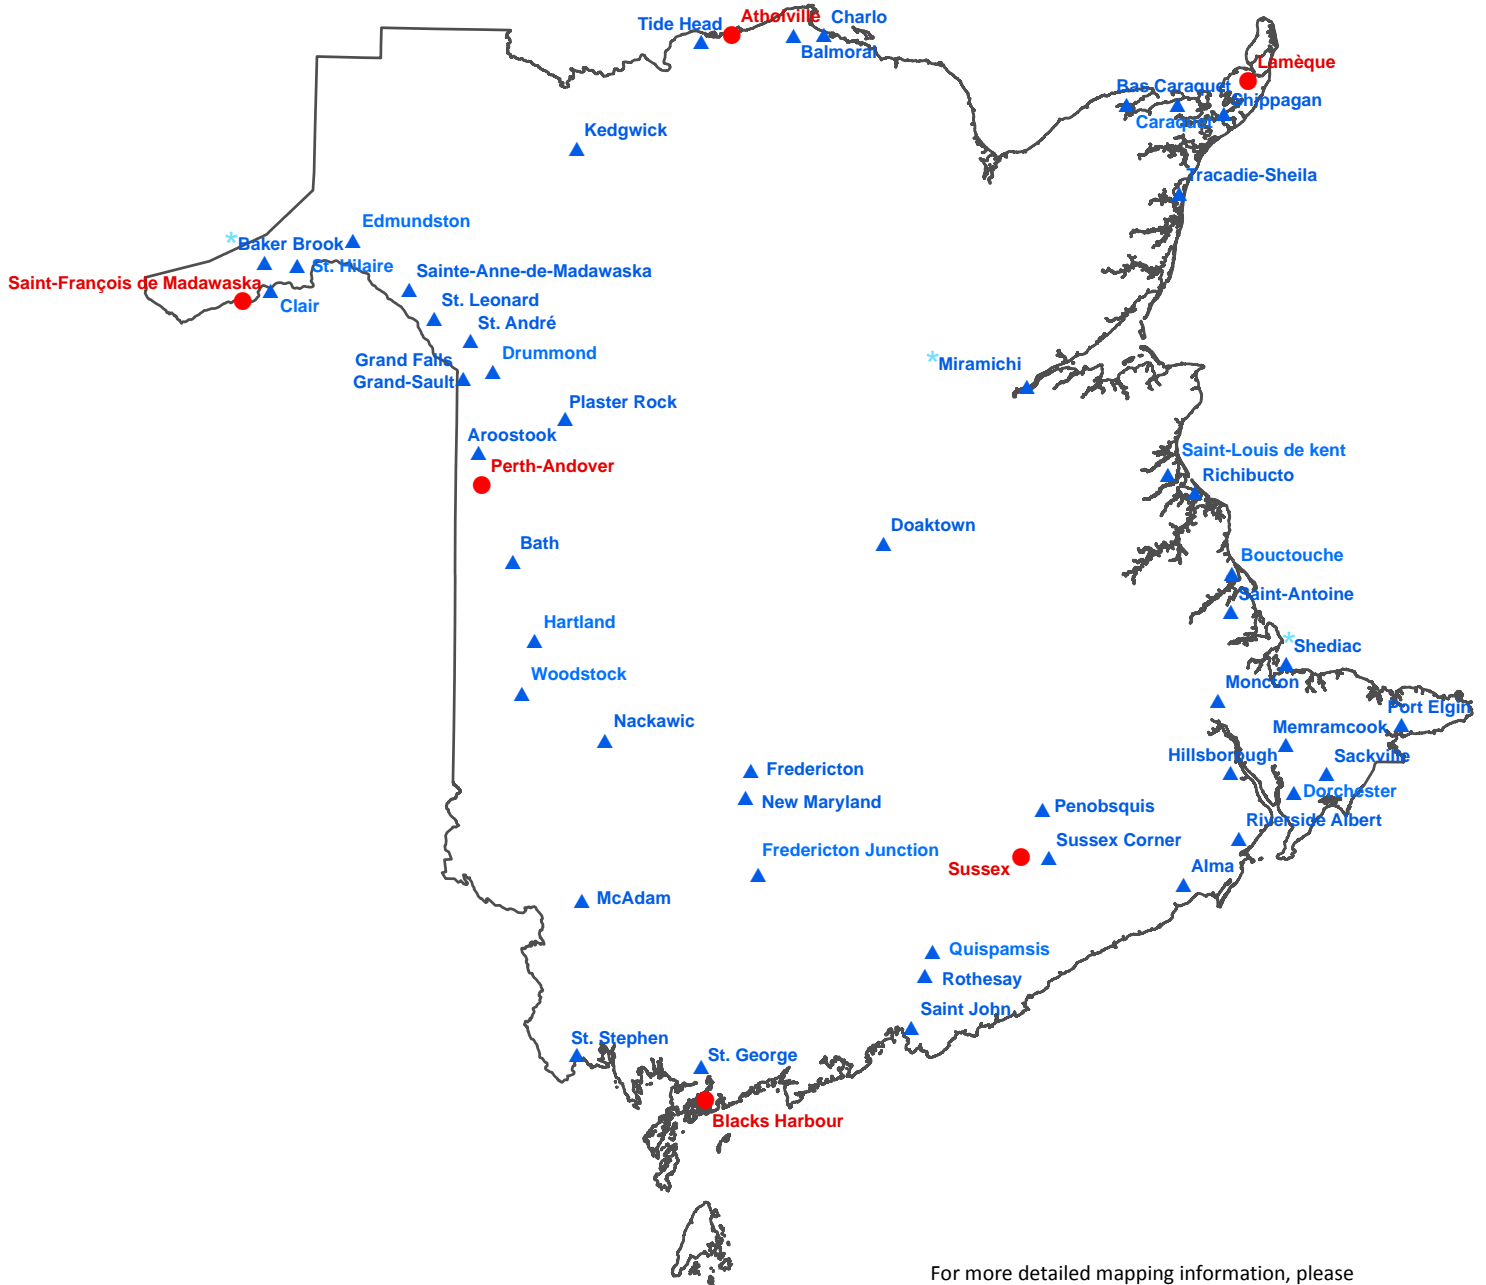 Tide Head
Atholville
Charlo
Balmoral
Lamèque
Bas Caraquet
Shippagan
Caraquet
Kedgwick
Tracadie-Sheila
Edmundston
* Baker Brook
St. Hilaire
Saint-François de Madawaska
Clair
Sainte-Anne-de-Madawaska
St. Leonard
St. André
Grand Falls
Grand-Sault
Drummond
* Miramichi
Plaster Rock
Aroostook
Perth-Andover
Saint-Louis de kent
Richibucto
Doaktown
Bath
Bouctouche
Saint-Antoine
Hartland
* Shediac
Woodstock
Moncton
Nackawic
Port Elgin
Memramcook
Hillsborough
Sackville
Fredericton
Dorchester
New Maryland
Penobsquis
Riverside Albert
Sussex Corner
Fredericton Junction
Sussex
Alma
McAdam
Quispamsis
Rothesay
Saint John
St. Stephen
St. George
Blacks Harbour
For more detailed mapping information, please